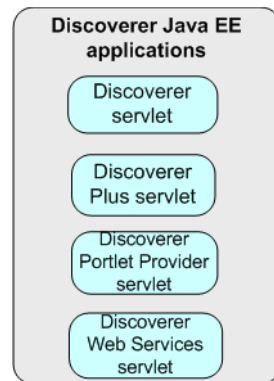 Discoverer Java EE
applications
Discoverer
servlet
Discoverer
Plus servlet
Discoverer
Portlet Provider
servlet
Discoverer
Web Services
servlet